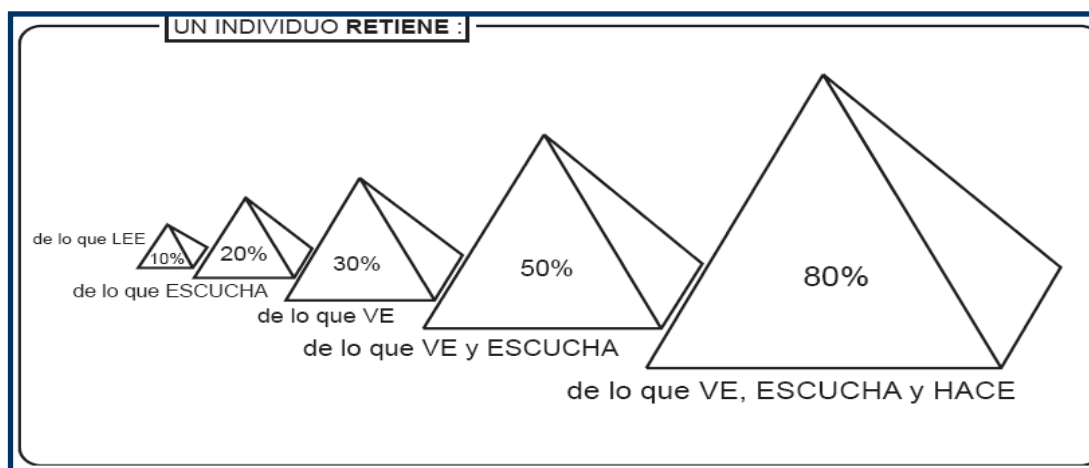 UN INDIVIDUO RETIENE :
de lo que LEE
10%
de lo que ESCUCHA
20%
de lo que VE
30%
de lo que VE y ESCUCHA
50%
de lo que VE, ESCUCHA y HACE
80%